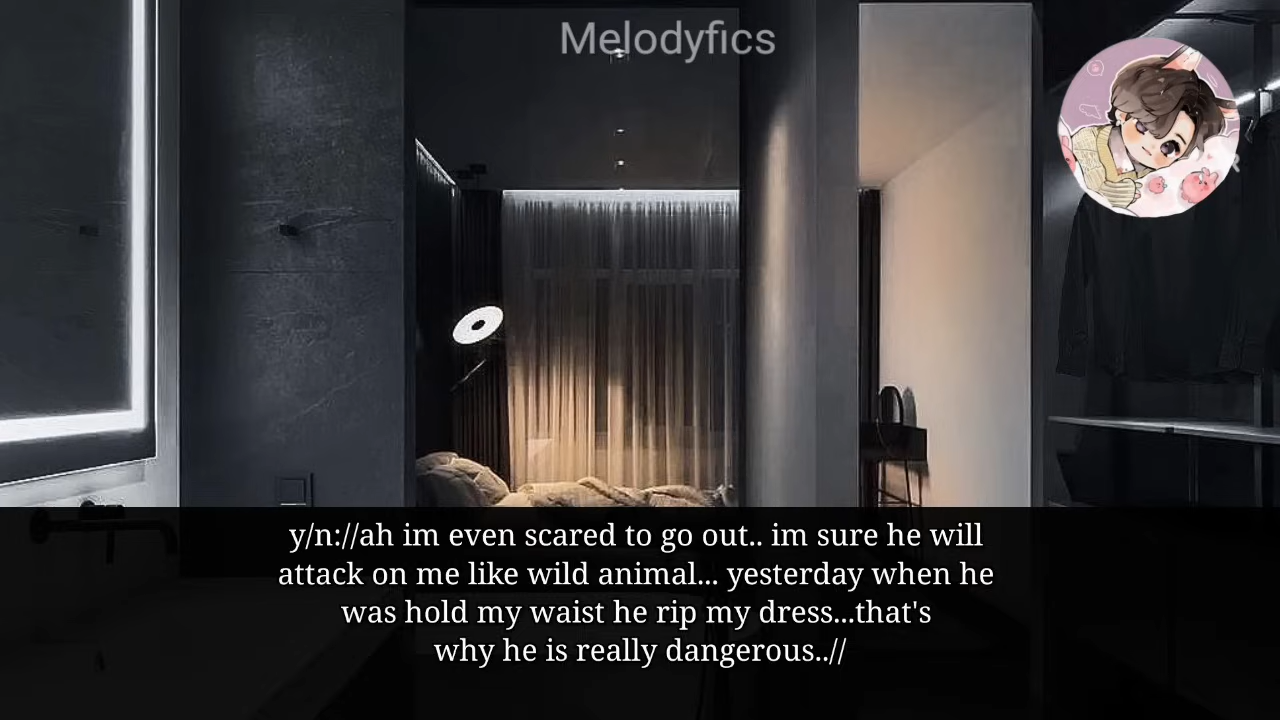 Melodyfics
y/n://ah im even scared to go out.. im sure he will
attack on me like wild animal... yesterday when he
was hold my waist he rip my dress...that's
why he is really dangerous..//